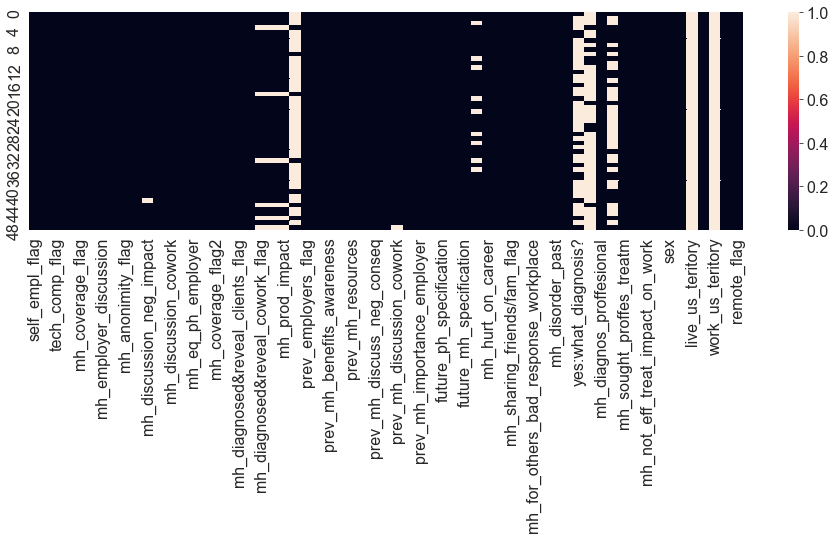 0
4
8
12
16
20
24
28
32
36
40
44
48
1.0
0.8
0.6
0.4
0.2
0.0
self_empl_flag
tech_comp_flag
mh_coverage_flag
mh_employer_discussion
mh_anonimity_flag
mh_discussion_neg_impact
mh_discussion_cowork
mh_eq_ph_employer
mh_coverage_flag2
mh_diagnosed&reveal_clients_flag
mh_diagnosed&reveal_cowork_flag
mh_prod_impact
prev_employers_flag
prev_mh_benefits_awareness
prev_mh_resources
prev_mh_discuss_neg_conseq
prev_mh_discussion_cowork
prev_mh_importance_employer
future_ph_specification
future_mh_specification
mh_hurt_on_career
mh_sharing_friends/fam_flag
mh_for_others_bad_response_workplace
mh_disorder_past
yes:what_diagnosis?
mh_diagnos_proffesional
mh_sought_proffes_treatm
mh_not_eff_treat_impact_on_work
sex
live_us_teritory
work_us_teritory
remote_flag